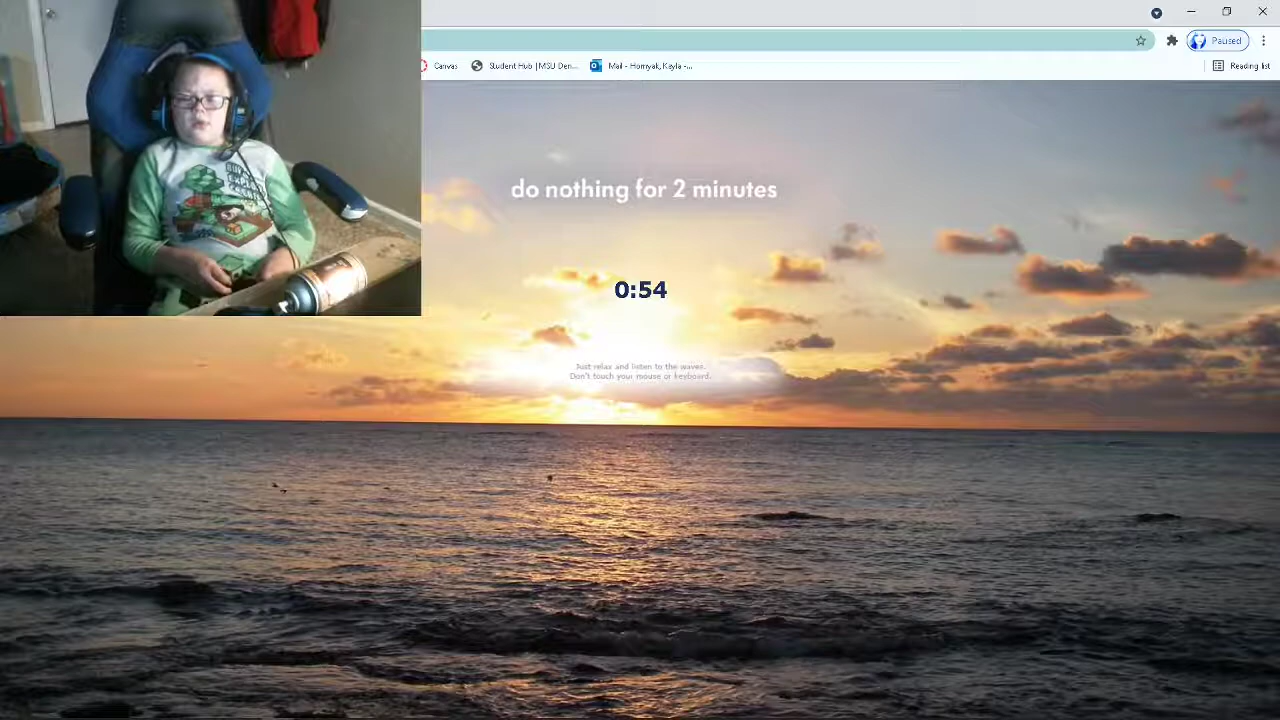 Paused
Canvas
Student Hub | MSU Den...
Mail - Hornyak, Kayla -...
Reading list
do nothing for 2 minutes
0:54
Just relax and listen to the waves.
Don't touch your mouse or keyboard.